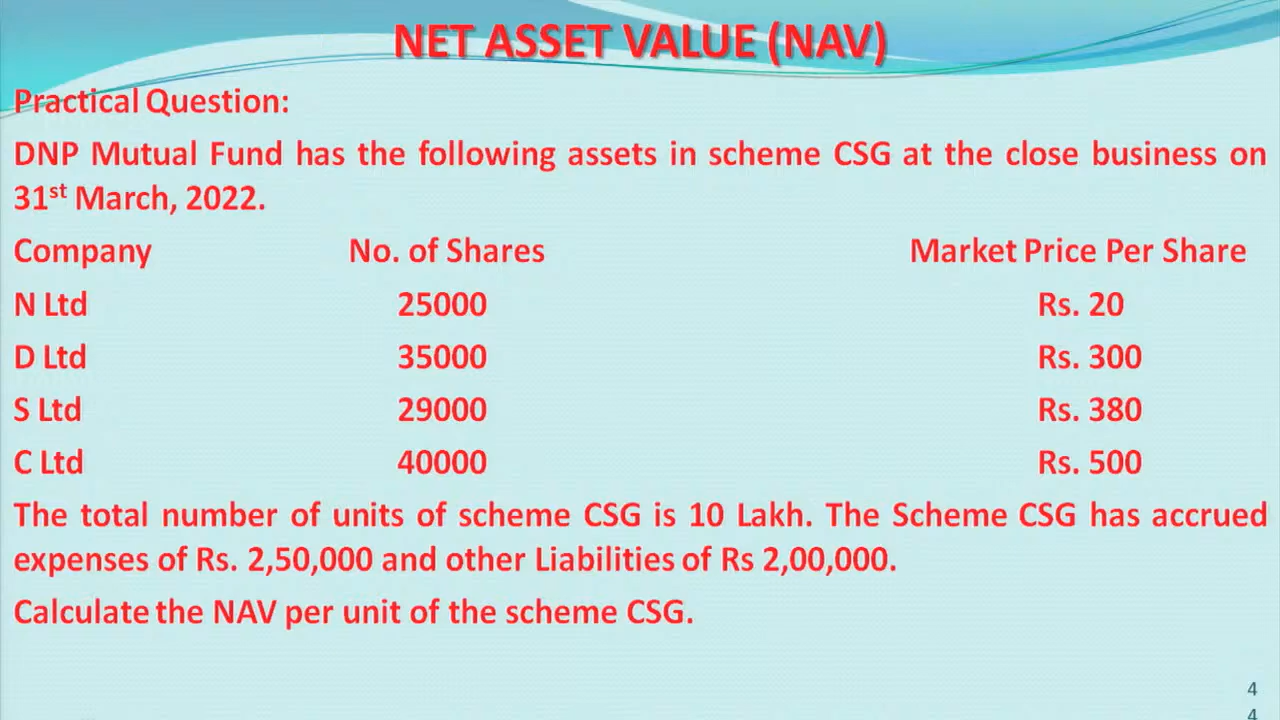 NET ASSET VALUE (NAV)
Practical Question:
DNP Mutual Fund has the following assets in scheme CSG at the close business on
31st March, 2022.
Company No. of Shares Market Price Per Share
N Ltd 25000 Rs. 20
D Ltd 35000 Rs. 300
S Ltd 29000 Rs. 380
C Ltd 40000 Rs. 500
The total number of units of scheme CSG is 10 Lakh. The Scheme CSG has accrued
expenses of Rs. 2,50,000 and other Liabilities of Rs 2,00,000.
Calculate the NAV per unit of the scheme CSG.
4
4